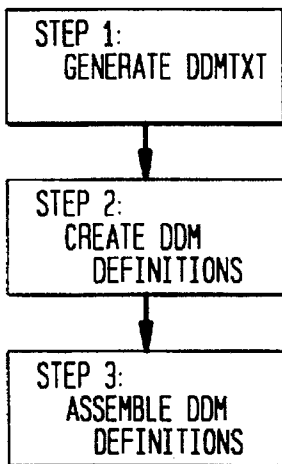 STEP 1:
GENERATE DDMTXT
STEP 2:
CREATE DDM
DEFINITIONS
STEP 3:
ASSEMBLE DDM
DEFINITIONS